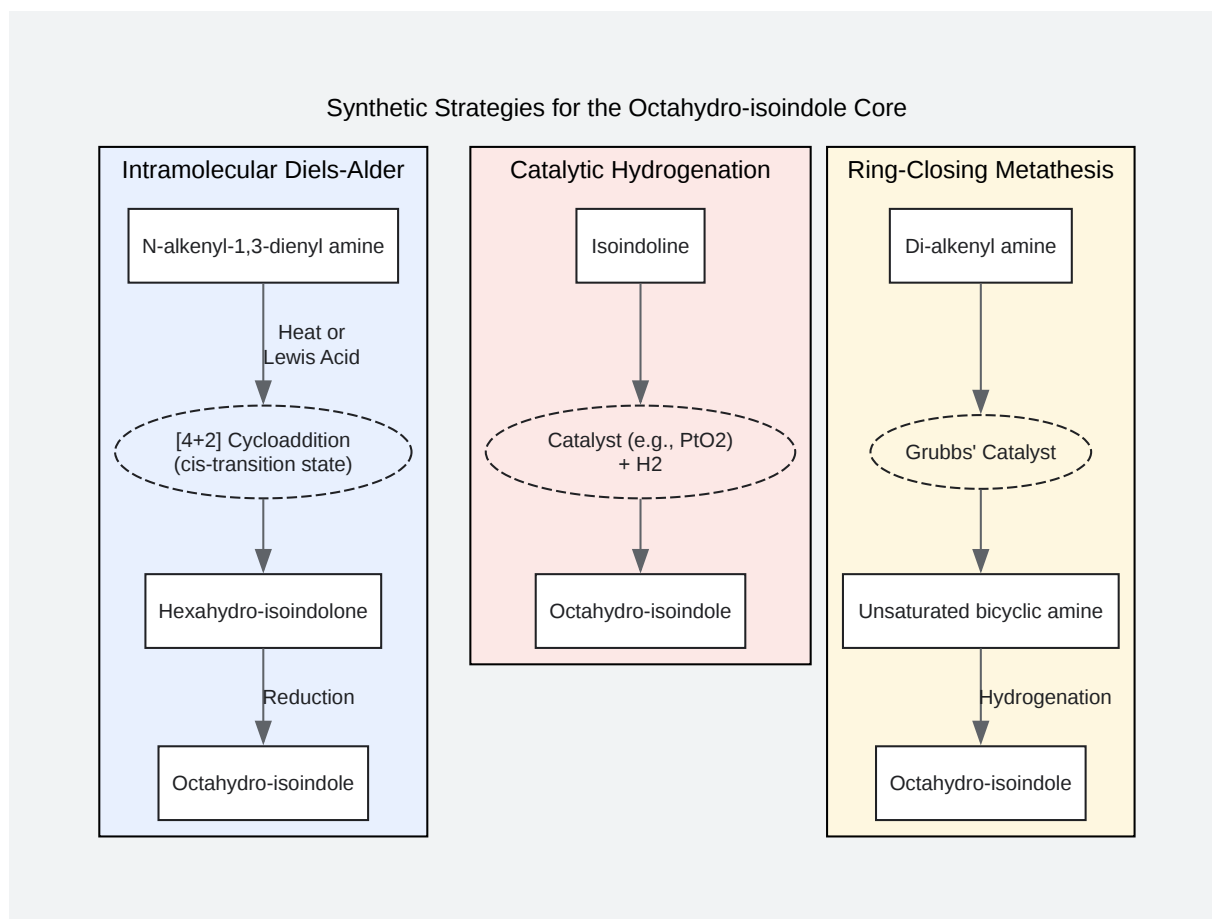 Synthetic Strategies for the Octahydro-isoindole Core
Intramolecular Diels-Alder
N-alkenyl-1,3-dienyl amine
Heat or
Lewis Acid
[4+2] Cycloaddition
(cis-transition state)
Hexahydro-isoindolone
Reduction
Octahydro-isoindole
Catalytic Hydrogenation
Isoindoline
Catalyst (e.g., PtO2)
+ H2
Octahydro-isoindole
Ring-Closing Metathesis
Di-alkenyl amine
Grubbs' Catalyst
Unsaturated bicyclic amine
Hydrogenation
Octahydro-isoindole